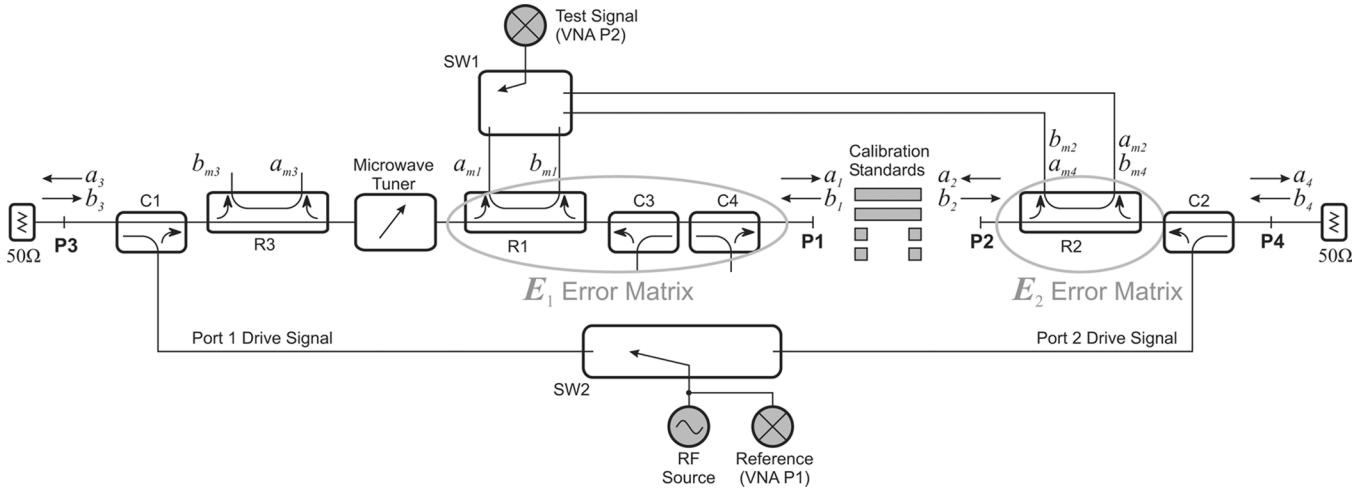 Test Signal
(VNA P2)
SW1
a3
b3
bm3
am3
Microwave
Tuner
am1
bm1
Calibration
Standards
a1
b1
a2
b2
bm2
am4
am2
bm4
a4
b4
C1
C3
C4
C2
50Ω
P3
R3
R1
P1
P2
R2
P4
50Ω
E1 Error Matrix
E2 Error Matrix
Port 1 Drive Signal
Port 2 Drive Signal
SW2
RF
Source
Reference
(VNA P1)